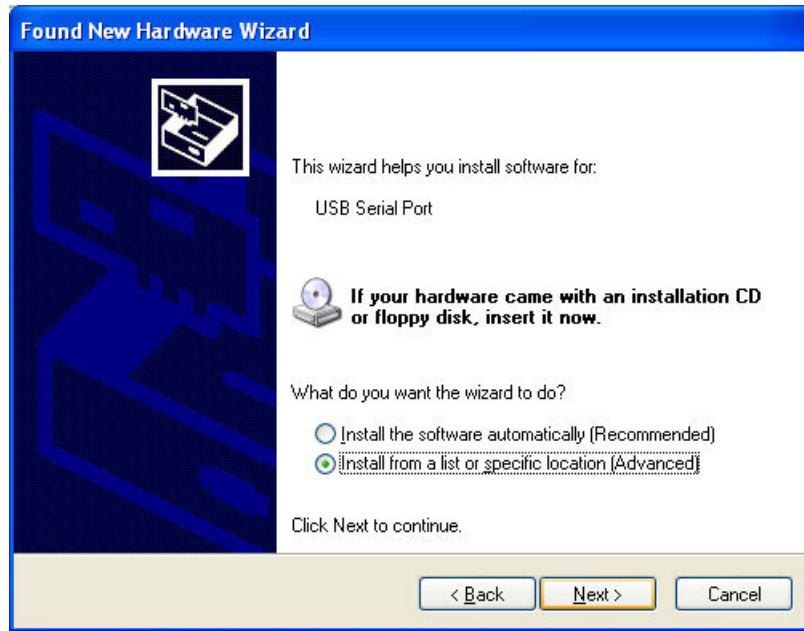 Found New Hardware Wizard
This wizard helps you install software for:
USB Serial Port
If your hardware came with an installation CD
or floppy disk, insert it now.
What do you want the wizard to do?
Install the software automatically (Recommended)
Install from a list or specific location (Advanced)
Click Next to continue.
< Back
Next >
Cancel